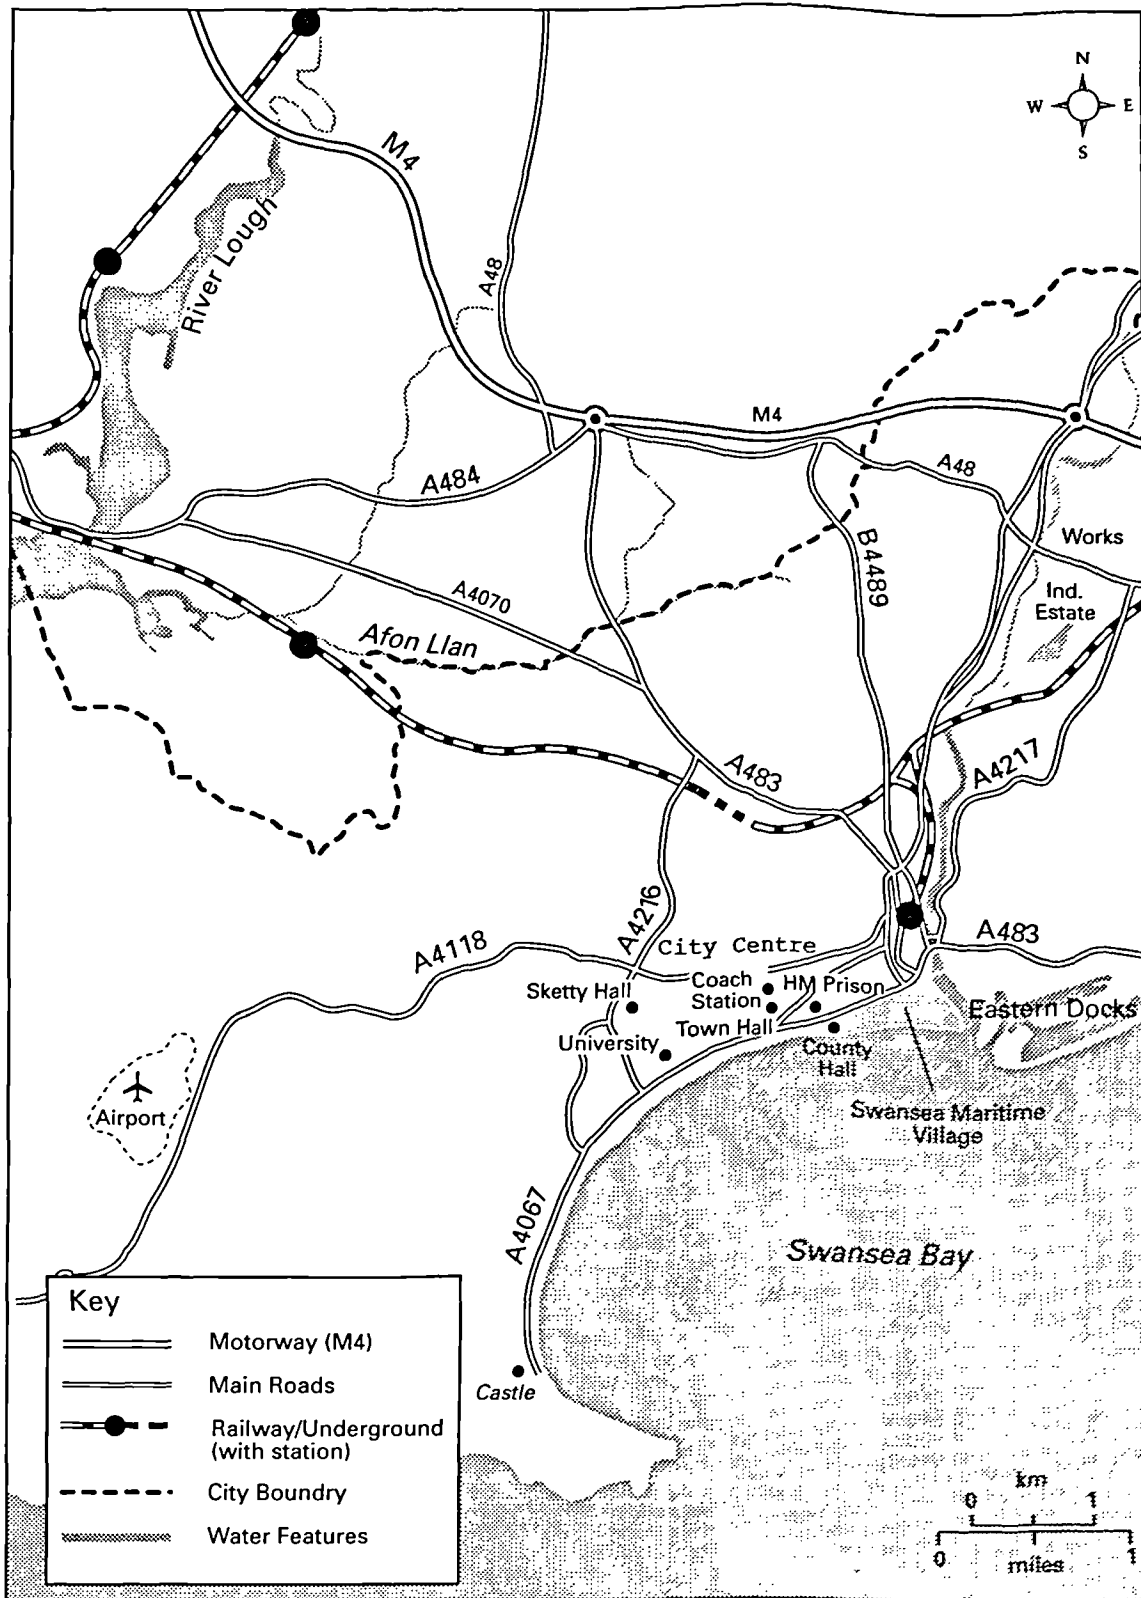 N
W E
S
M4
River Lough
A48
M4
A484
A48
Works
B4489
A4070
Ind.
Estate
Afon Llan
A483
A4217
A4216
A4118
City Centre
A483
Sketty Hall
Coach
Station
HM Prison
Eastern Docks
Town Hall
University
County
Hall
Airport
Swansea Maritime
Village
A4067
Swansea Bay
Castle
Key
Motorway (M4)
Main Roads
Railway/Underground
(with station)
City Boundry
Water Features
km
0 1
0 1
miles